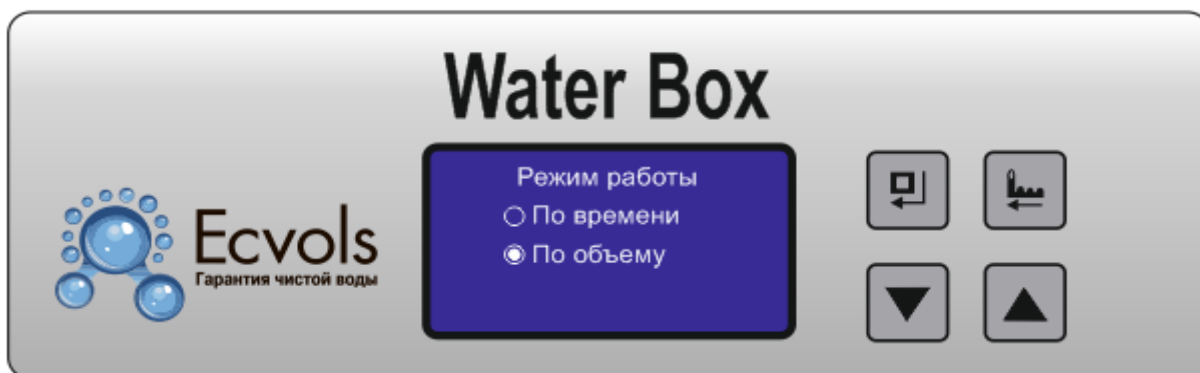 Water Box
Режим работы
По времени
По объему
Ecvols
Гарантия чистой воды